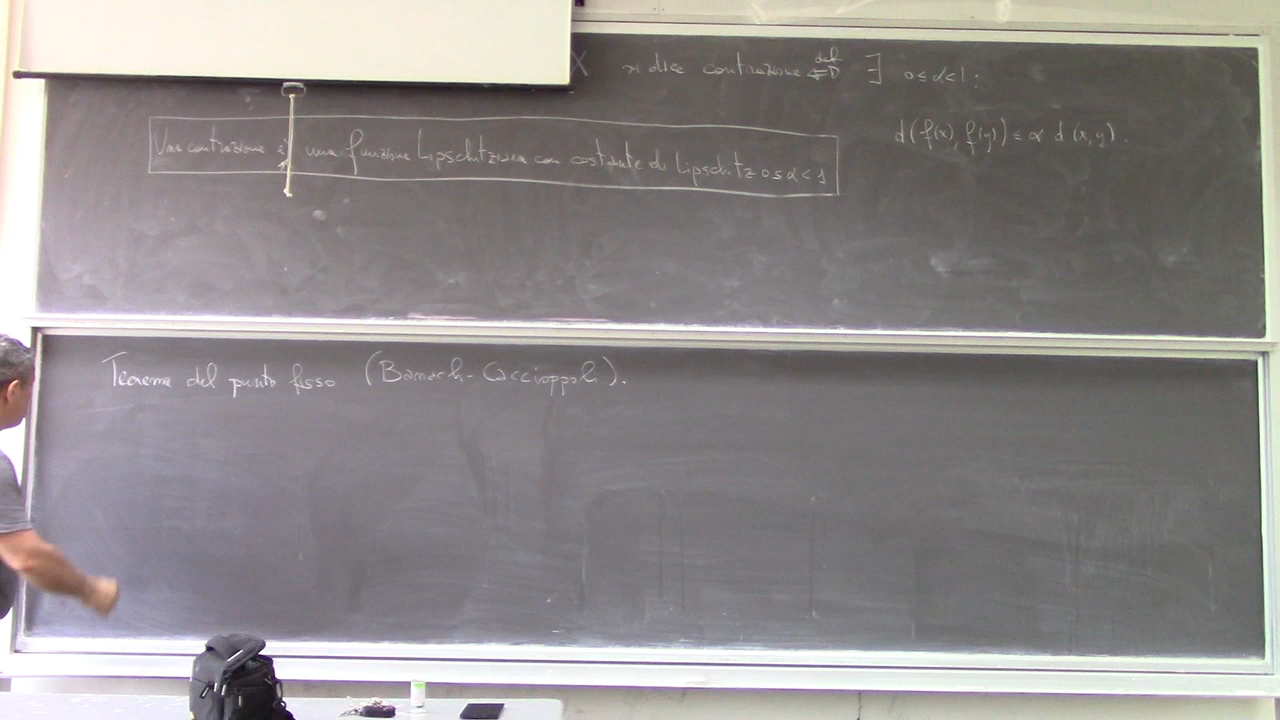 X si dice contrazione def ⇐⇒ ∃ 0 ≤ α < 1 :
d(f(x), f(y)) ≤ α d(x,y).
Una contrazione è una funzione Lipschitziana con costante di Lipschitz 0 ≤ α < 1
Teorema del punto fisso (Banach-Caccioppoli).